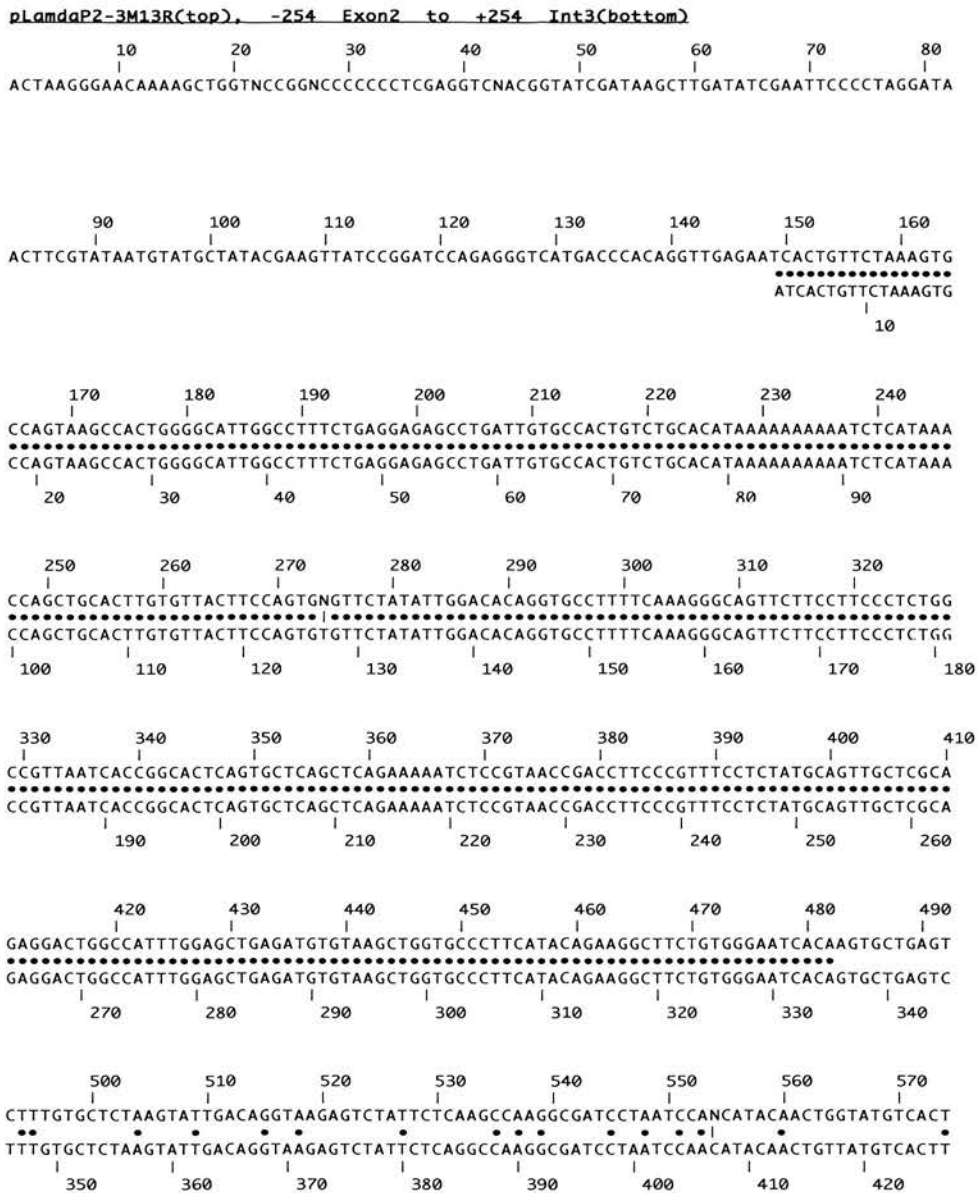 pLamdaP2-3M13R(top), -254 Exon2 to +254 Int3(bottom)
10 20 30 40 50 60 70 80
ACTAAGGGAACAAAAGCTGGTNCCGGNCCCCCCCTCGAGGTCNACGGTATCGATAAGCTTGATATCGAATTCCCCTAGGATA
90 100 110 120 130 140 150 160
ACTTCGTATAATGTATGCTATACGAAGTTATCCGGATCCAGAGGGTCATGACCCACAGGTTGAGAATCACTGTTCTAAAGTG
ATCACTGTTCTAAAGTG
10
170 180 190 200 210 220 230 240
CCAGTAAGCCACTGGGGCATTGGCCTTTCTGAGGAGAGCCTGATTGTGCCACTGTCTGCACATAAAAAAAAAATCTCATAAA
CCAGTAAGCCACTGGGGCATTGGCCTTTCTGAGGAGAGCCTGATTGTGCCACTGTCTGCACATAAAAAAAAAATCTCATAAA
20 30 40 50 60 70 80 90
250 260 270 280 290 300 310 320
CCAGCTGCACTTGTGTTACTTCCAGTGNGTTCTATATTGGACACAGGTGCCTTTTCAAAGGGCAGTTCTTCCTTCCCTCTGG
CCAGCTGCACTTGTGTTACTTCCAGTGTGTTCTATATTGGACACAGGTGCCTTTTCAAAGGGCAGTTCTTCCTTCCCTCTGG
100 110 120 130 140 150 160 170 180
330 340 350 360 370 380 390 400 410
CCGTTAATCACCGGCACTCAGTGCTCAGCTCAGAAAAATCTCCGTAACCGACCTTCCCGTTTCCTCTATGCAGTTGCTCGCA
CCGTTAATCACCGGCACTCAGTGCTCAGCTCAGAAAAATCTCCGTAACCGACCTTCCCGTTTCCTCTATGCAGTTGCTCGCA
190 200 210 220 230 240 250 260
420 430 440 450 460 470 480 490
GAGGACTGGCCATTTGGAGCTGAGATGTGTAAGCTGGTGCCCTTCATACAGAAGGCTTCTGTGGGAATCACAAGTGCTGAGT
GAGGACTGGCCATTTGGAGCTGAGATGTGTAAGCTGGTGCCCTTCATACAGAAGGCTTCTGTGGGAATCACAGTGCTGAGTC
270 280 290 300 310 320 330 340
500 510 520 530 540 550 560 570
CTTTGTGCTCTAAGTATTGACAGGTAAGAGTCTATTCTCAAGCCAAGGCGATCCTAATCCANCATACAACTGGTATGTCACT
TTTGTGCTCTAAGTATTGACAGGTAAGAGTCTATTCTCAGGCCAAGGCGATCCTAATCCAACATACAACTGTTATGTCACTT
350 360 370 380 390 400 410 420